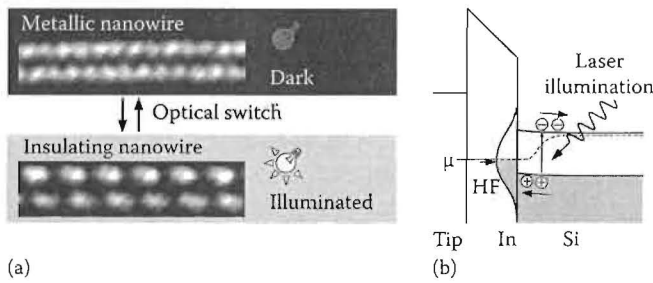 Metallic nanowire
Dark
Optical switch
Insulating nanowire
Illuminated
(a)
Laser
illumination
μ
HF
Tip In Si
(b)